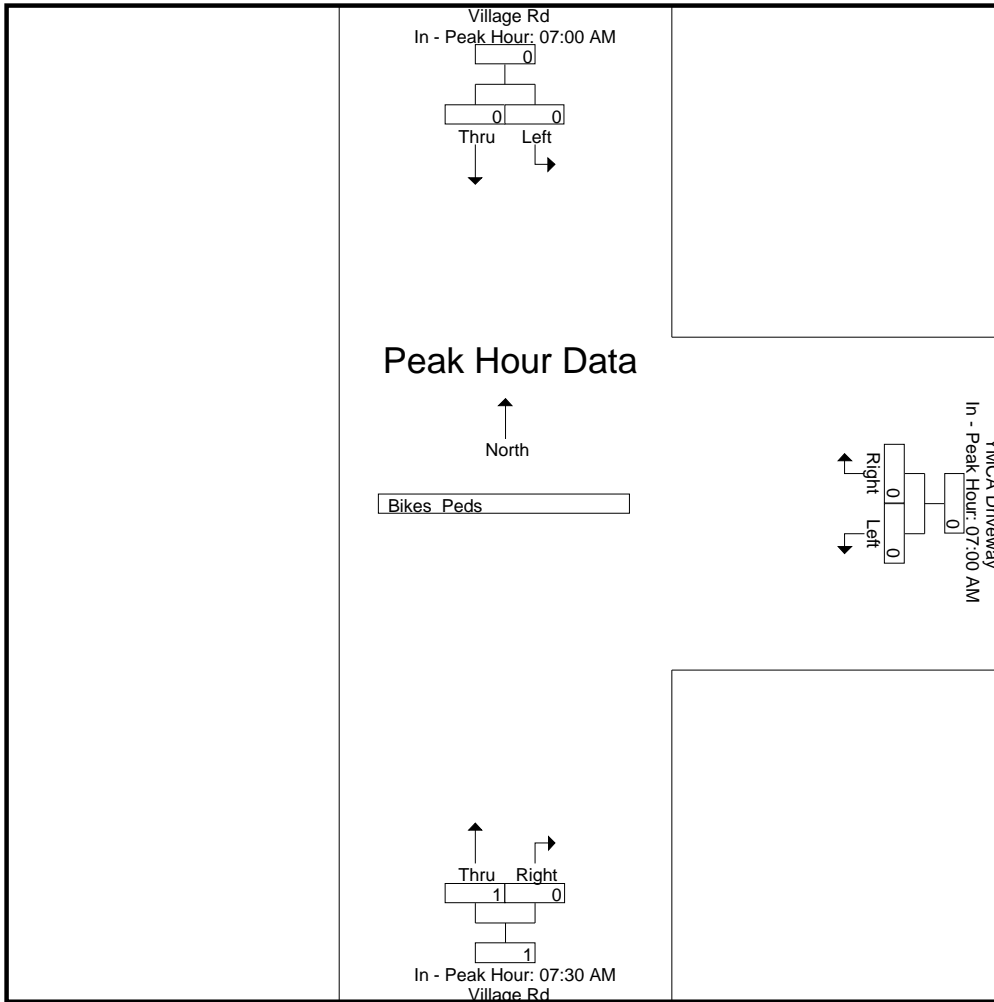 Village Rd
In - Peak Hour: 07:00 AM
0
0 0
Thru Left
Peak Hour Data
North
Bikes Peds
YMCA Driveway
In - Peak Hour: 07:00 AM
0
Right Left
0 0
Thru Right
1 0
1
In - Peak Hour: 07:30 AM
Village Rd